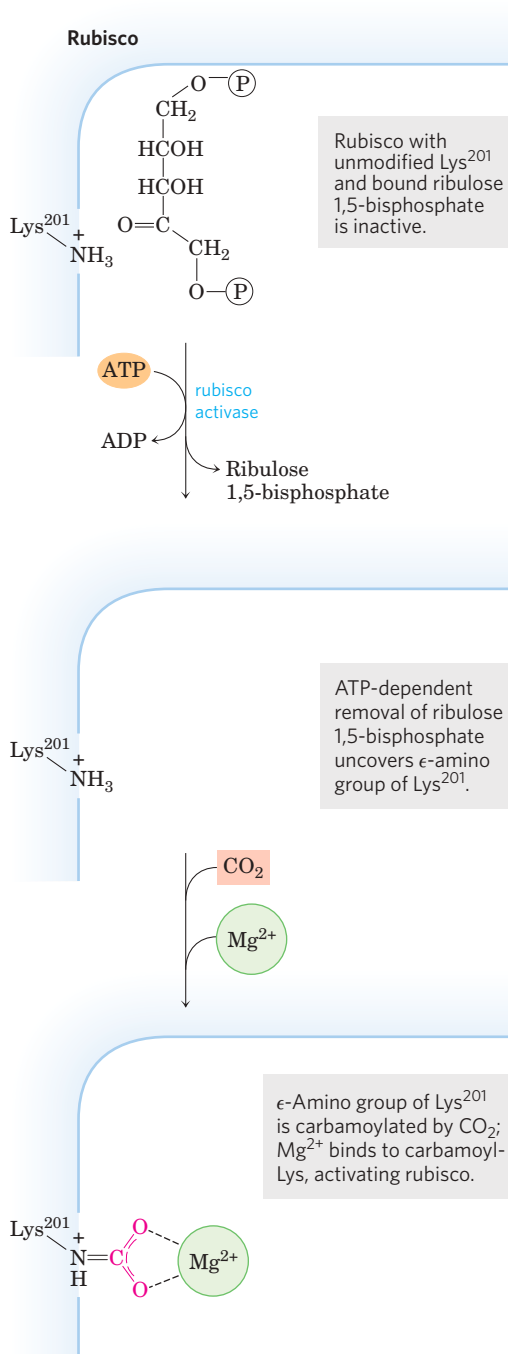 Rubisco
O—Ⓟ
CH₂
HCOH
HCOH
O=C
CH₂
O—Ⓟ
Lys²⁰¹
+
NH₃
Rubisco with
unmodified Lys²⁰¹
and bound ribulose
1,5-bisphosphate
is inactive.
ATP
rubisco
activase
ADP
Ribulose
1,5-bisphosphate
Lys²⁰¹
+
NH₃
ATP-dependent
removal of ribulose
1,5-bisphosphate
uncovers ϵ-amino
group of Lys²⁰¹.
CO₂
Mg²⁺
ϵ-Amino group of Lys²⁰¹
is carbamoylated by CO₂;
Mg²⁺ binds to carbamoyl-
Lys, activating rubisco.
Lys²⁰¹
+
O
N=C
Mg²⁺
H
O